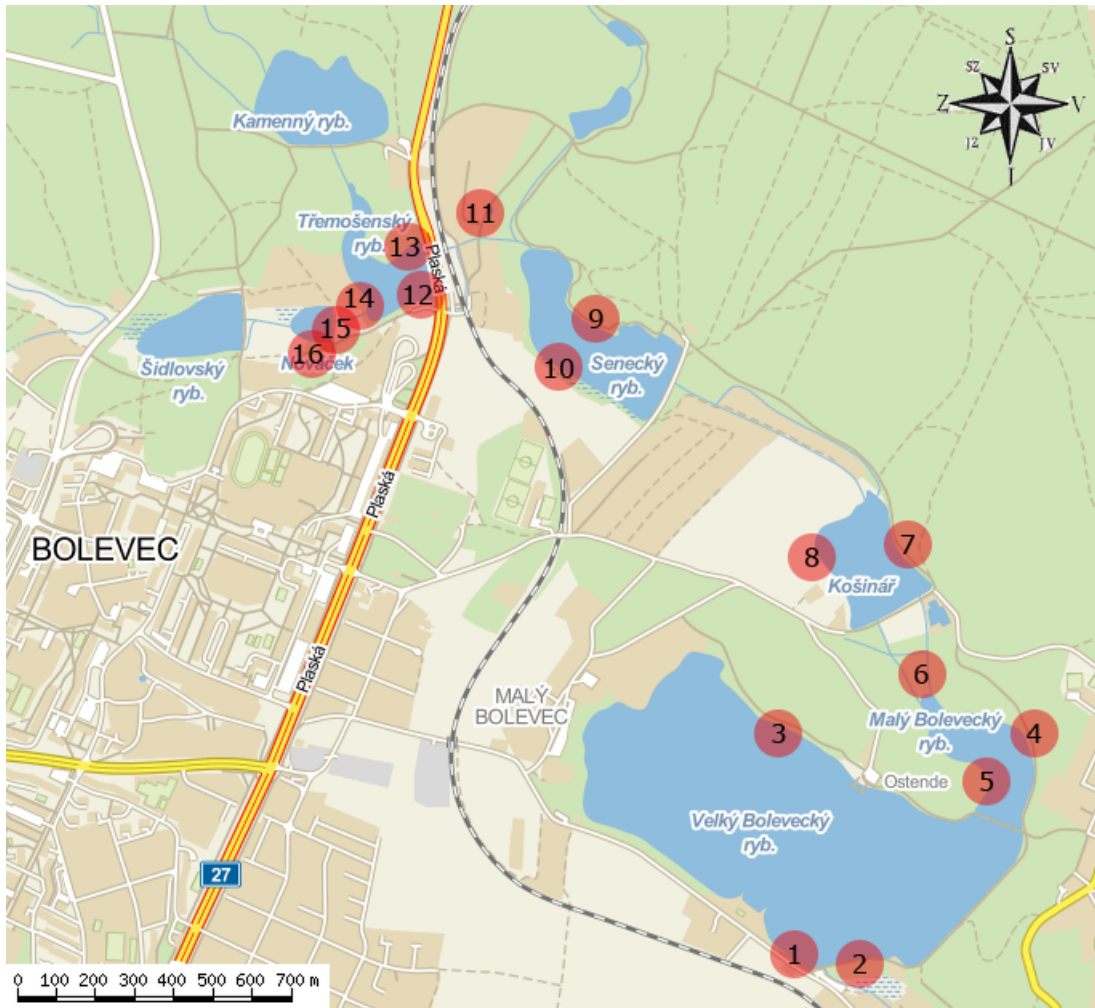 S
SZ
SV
Z
V
JZ
JV
J
Kamenný ryb.
Třemošenský
ryb.
11
13
Plaská
12
14
15
16
Nováček
Šidlovský
ryb.
9
10
Senecký
ryb.
Plaská
BOLEVEC
8
7
Košinář
Plaská
6
MALÝ
BOLEVEC
3
Malý Bolevecký
ryb.
4
5
Ostende
Velký Bolevecký
ryb.
27
1
2
0 100 200 300 400 500 600 700 m